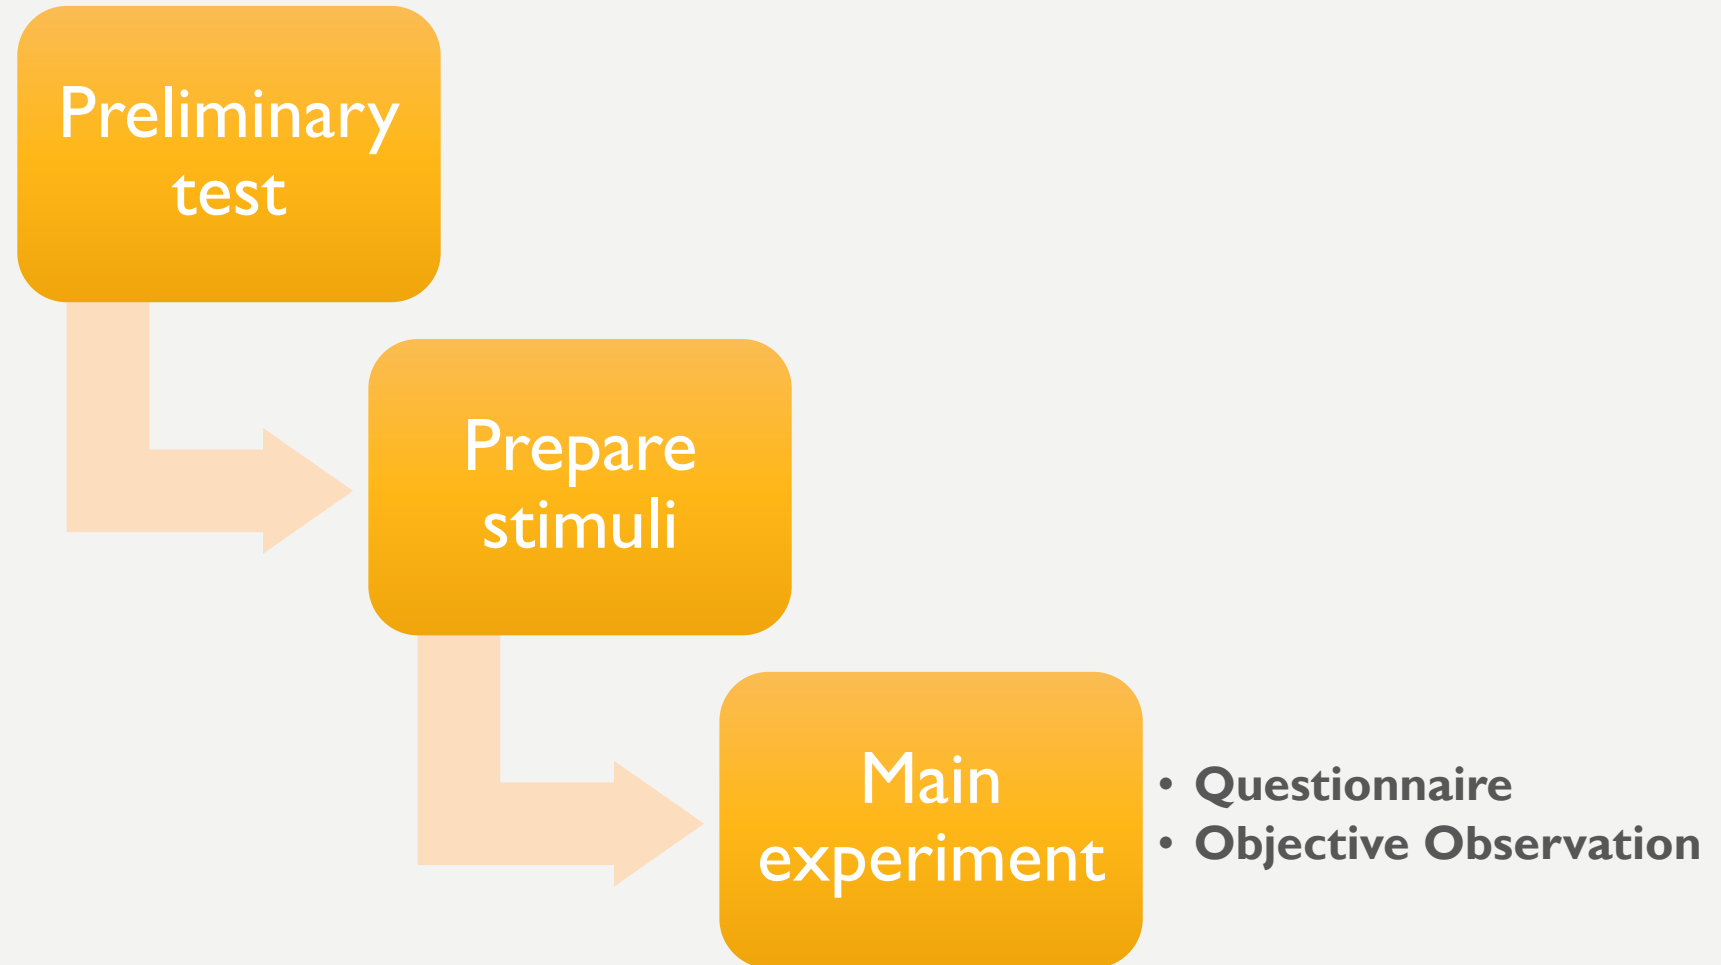 Preliminary
test
Prepare
stimuli
Main
experiment
• Questionnaire
• Objective Observation